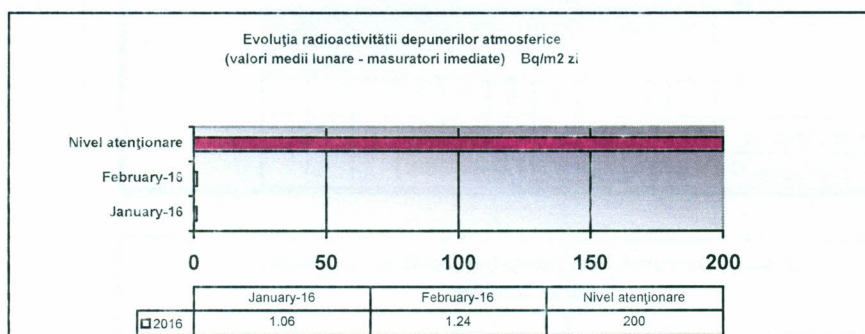 Evoluția radioactivitătii depunerilor atmosferice
(valori medii lunare - masuratori imediate) Bq/m2 zi
Nivel atenționare
February-16
January-16
0 50 100 150 200
January-16 February-16 Nivel atenționare
2016 1.06 1.24 200